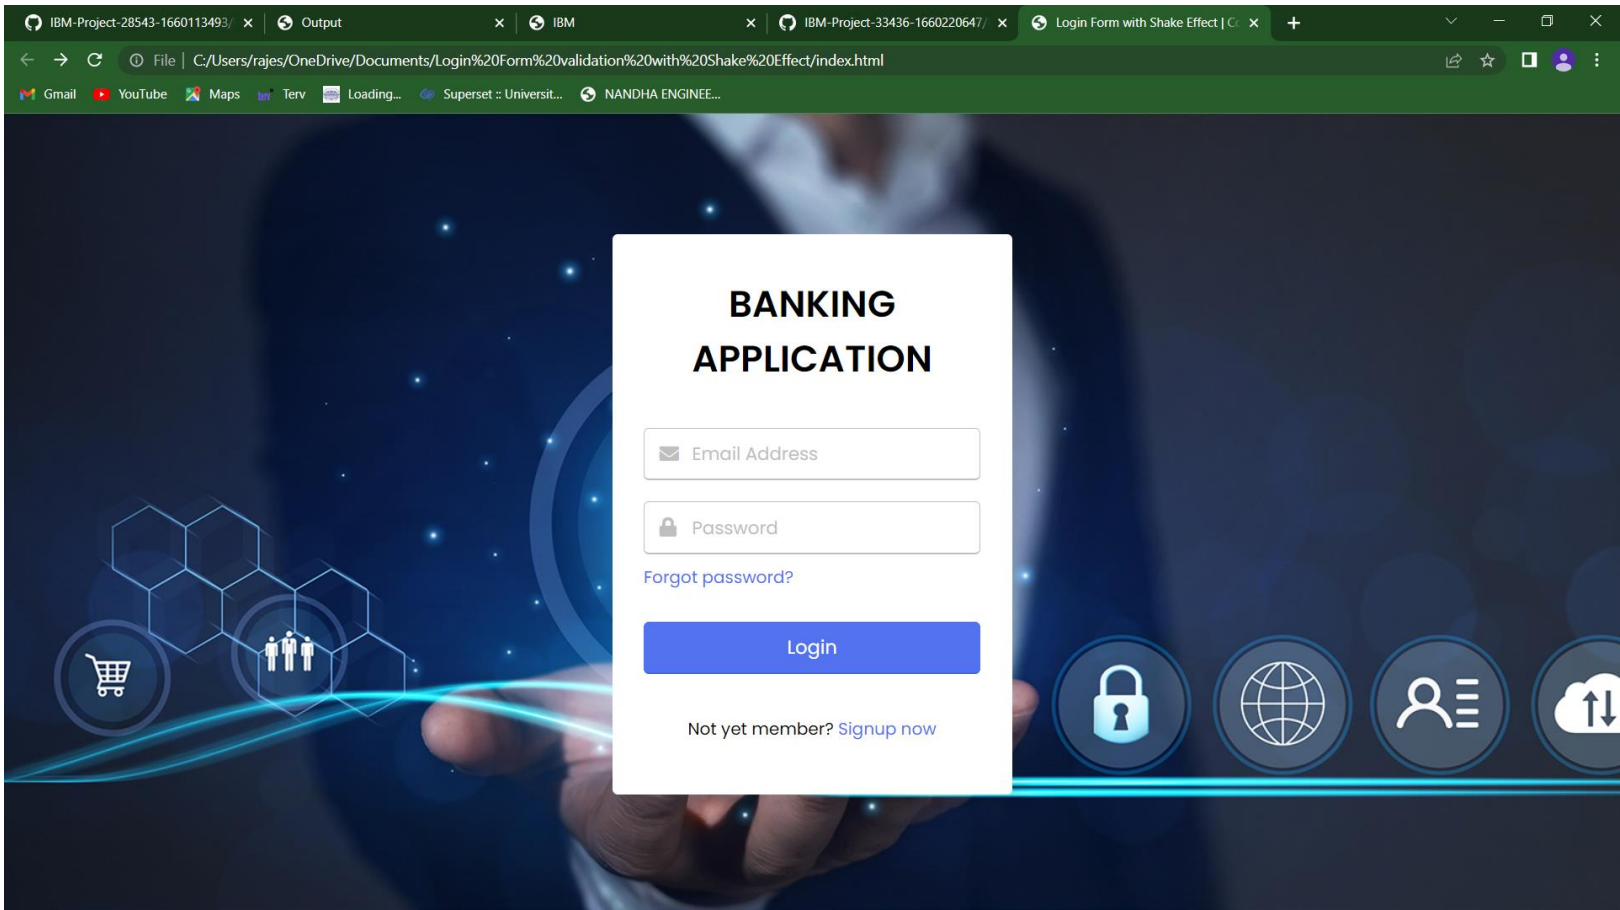 IBM-Project-28543-1660113493/
Output
IBM
IBM-Project-33436-1660220647/
Login Form with Shake Effect | Co
File | C:/Users/rajes/OneDrive/Documents/Login%20Form%20validation%20with%20Shake%20Effect/index.html
Gmail
YouTube
Maps
Terv
Loading...
Superset :: Universit...
NANDHA ENGINEE...
BANKING
APPLICATION
Email Address
Password
Forgot password?
Login
Not yet member? Signup now